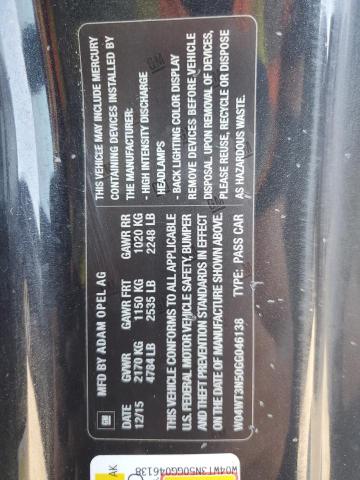 GM
MFD BY ADAM OPEL AG
DATE GVWR GAWR FRT GAWR RR
12/15 2170 KG 1150 KG 1020 KG
4784 LB 2535 LB 2248 LB
THIS VEHICLE CONFORMS TO ALL APPLICABLE
U.S. FEDERAL MOTOR VEHICLE SAFETY, BUMPER
AND THEFT PREVENTION STANDARDS IN EFFECT
ON THE DATE OF MANUFACTURE SHOWN ABOVE.
W04WT3N50GG046138 TYPE: PASS CAR
THIS VEHICLE MAY INCLUDE MERCURY
CONTAINING DEVICES INSTALLED BY
THE MANUFACTURER:
- HIGH INTENSITY DISCHARGE
HEADLAMPS
- BACK LIGHTING COLOR DISPLAY
REMOVE DEVICES BEFORE VEHICLE
DISPOSAL. UPON REMOVAL OF DEVICES,
PLEASE REUSE, RECYCLE OR DISPOSE
AS HAZARDOUS WASTE.
GM
AK
W04WT3N50GG046138